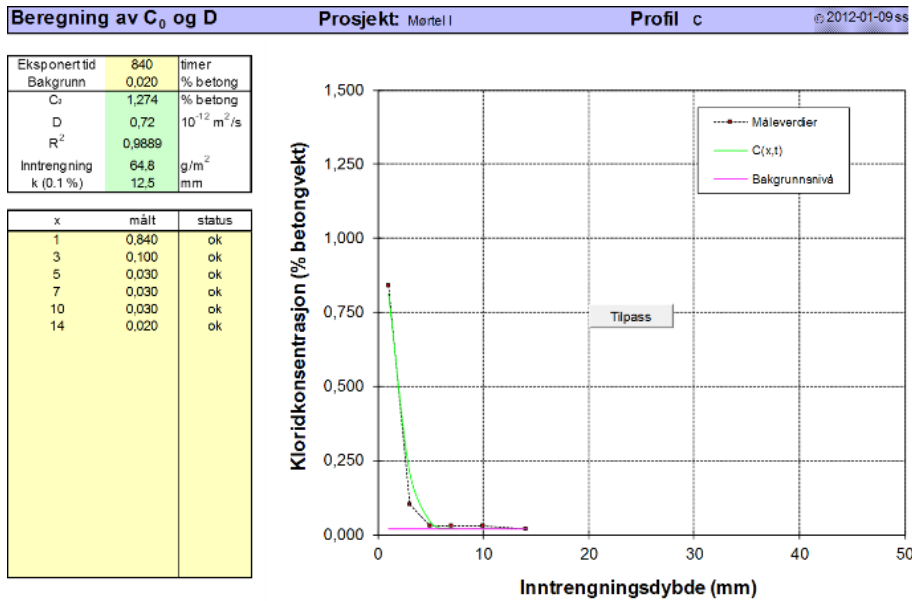 Beregning av C₀ og D Prosjekt: Mørtel I Profil C © 2012-01-09 ss
Eksponert tid 840 timer
Bakgrunn 0,020 % betong
C₀ 1,274 % betong
D 0,72 10⁻¹² m²/s
R² 0,9889
Inntrengning 64,8 g/m²
k (0.1 %) 12,5 mm
x målt status
1 0,840 ok
3 0,100 ok
5 0,030 ok
7 0,030 ok
10 0,030 ok
14 0,020 ok
Kloridkonsentrasjon (% betongvekt)
1,500
1,250
1,000
0,750
0,500
0,250
0,000
Måleverdier
C(x,t)
Bakgrunnsnivå
Tilpass
0 10 20 30 40 50
Inntrengningsdybde (mm)